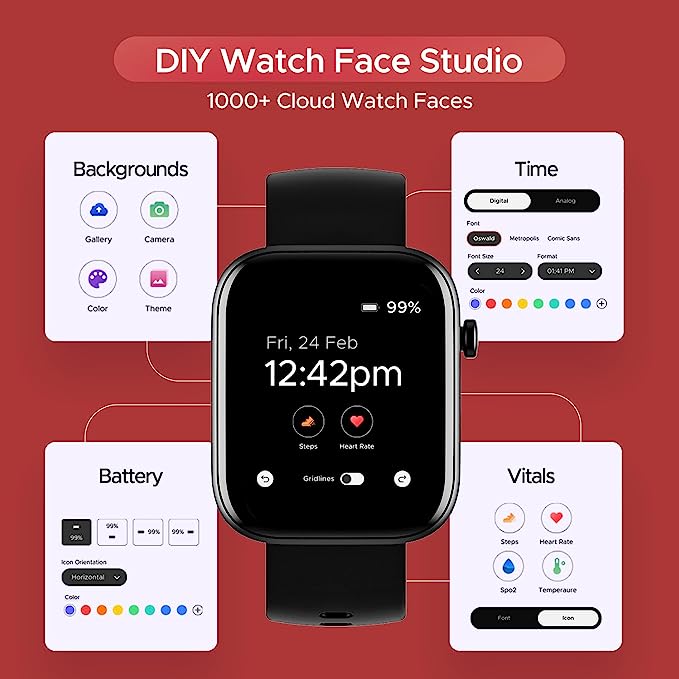 DIY Watch Face Studio
1000+ Cloud Watch Faces
Backgrounds
Gallery
Camera
Color
Theme
Time
Digital
Analog
Font
Oswald
Metropolis
Comic Sans
Font Size
Format
< 24 >
01:41 PM
Color
99%
Fri, 24 Feb
12:42pm
Steps
Heart Rate
Gridlines
Battery
99%
99%
99%
99%
Icon Orientation
Horizontal
Color
Vitals
Steps
Heart Rate
Spo2
Temperaure
Font
Icon